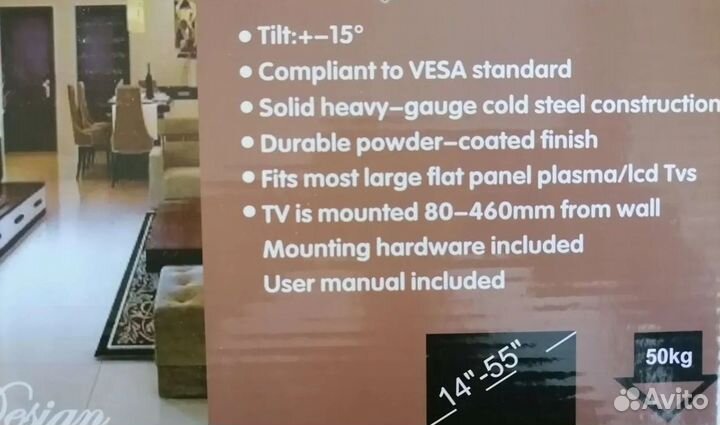 • Tilt:+–15°
• Compliant to VESA standard
• Solid heavy–gauge cold steel construction
• Durable powder–coated finish
• Fits most large flat panel plasma/lcd Tvs
• TV is mounted 80–460mm from wall
Mounting hardware included
User manual included
14"-55"
50kg
Design
Avito